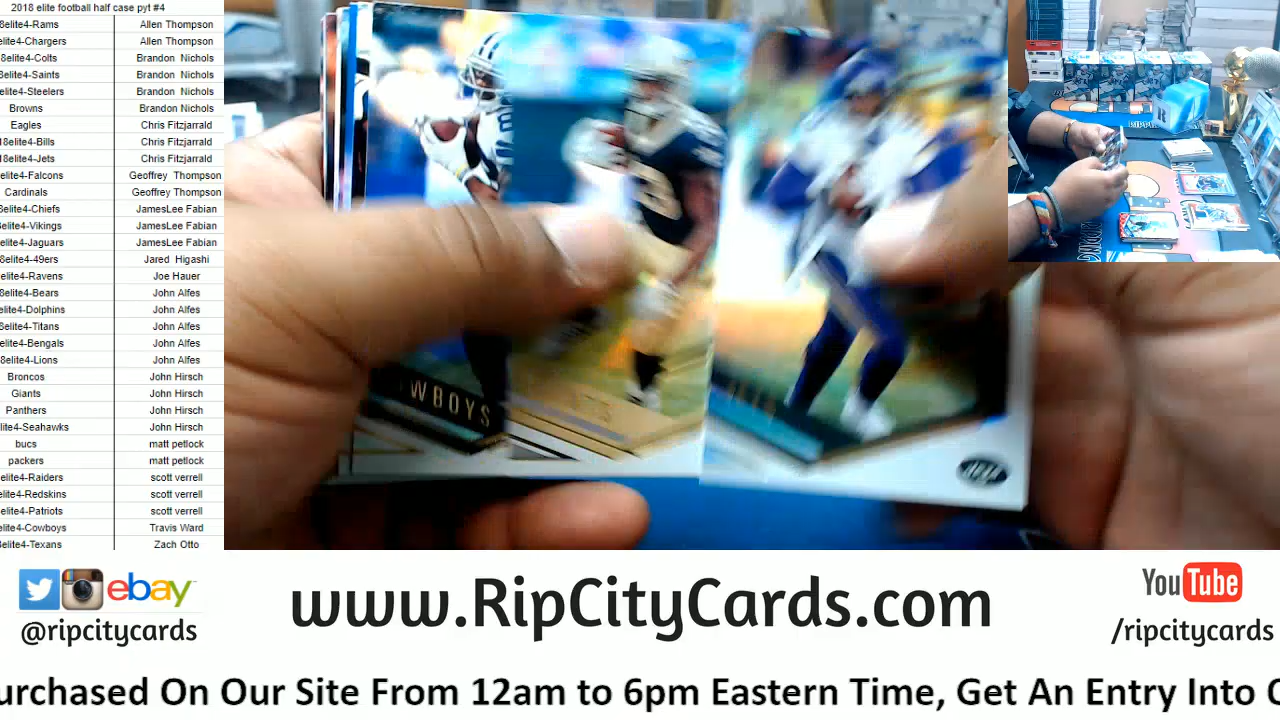 2018 elite football half case pyt #4
8elite4-Rams Allen Thompson
elite4-Chargers Allen Thompson
8elite4-Colts Brandon Nichols
8elite4-Saints Brandon Nichols
elite4-Steelers Brandon Nichols
Browns Brandon Nichols
Eagles Chris Fitzjarrald
18elite4-Bills Chris Fitzjarrald
18elite4-Jets Chris Fitzjarrald
elite4-Falcons Geoffrey Thompson
Cardinals Geoffrey Thompson
8elite4-Chiefs JamesLee Fabian
elite4-Vikings JamesLee Fabian
elite4-Jaguars JamesLee Fabian
8elite4-49ers Jared Higashi
elite4-Ravens Joe Hauer
8elite4-Bears John Alfes
elite4-Dolphins John Alfes
8elite4-Titans John Alfes
elite4-Bengals John Alfes
8elite4-Lions John Alfes
Broncos John Hirsch
Giants John Hirsch
Panthers John Hirsch
lite4-Seahawks John Hirsch
bucs matt petlock
packers matt petlock
elite4-Raiders scott verrell
elite4-Redskins scott verrell
elite4-Patriots scott verrell
elite4-Cowboys Travis Ward
8elite4-Texans Zach Otto
WBOYS
ebay
@ripcitycards
www.RipCityCards.com
YouTube
/ripcitycards
urchased On Our Site From 12am to 6pm Eastern Time, Get An Entry Into